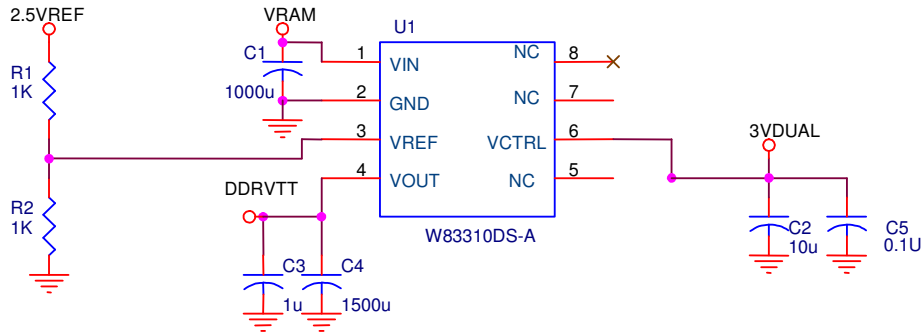 2.5VREF
VRAM
U1
R1
1K
C1
1000u
1
VIN
2
GND
3
VREF
4
VOUT
NC
8
NC
7
VCTRL
6
NC
5
3VDUAL
DDRVTT
R2
1K
W83310DS-A
C3
1u
C4
1500u
C2
10u
C5
0.1U